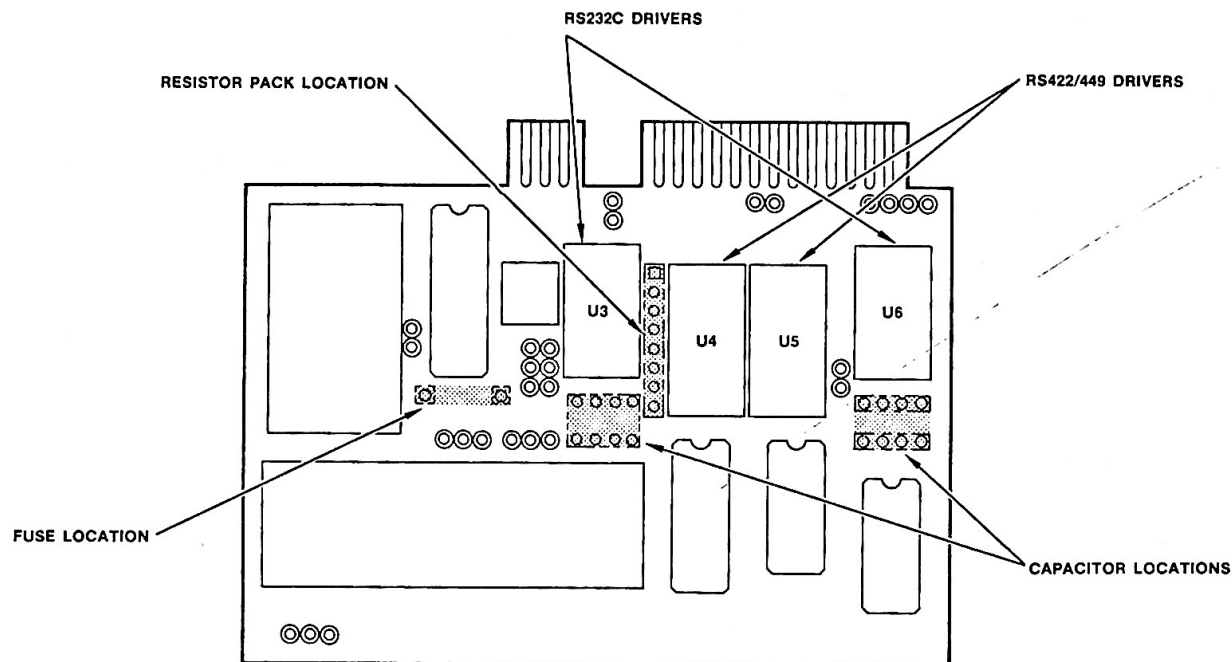 RS232C DRIVERS
RESISTOR PACK LOCATION
RS422/449 DRIVERS
U3
U4
U5
U6
FUSE LOCATION
CAPACITOR LOCATIONS